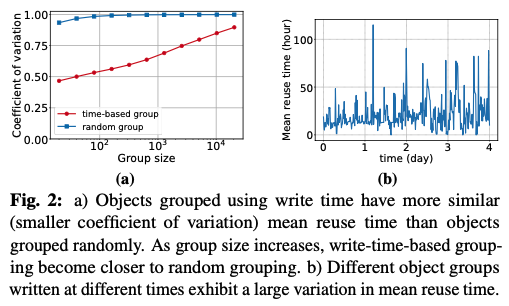 1.00
0.75
0.50
0.25
0.00
Coefficient of variation
time-based group
random group
10² 10³ 10⁴
Group size
(a)
100
50
0
Mean reuse time (hour)
0 1 2 3 4
time (day)
(b)
Fig. 2: a) Objects grouped using write time have more similar
(smaller coefficient of variation) mean reuse time than objects
grouped randomly. As group size increases, write-time-based group-
ing become closer to random grouping. b) Different object groups
written at different times exhibit a large variation in mean reuse time.